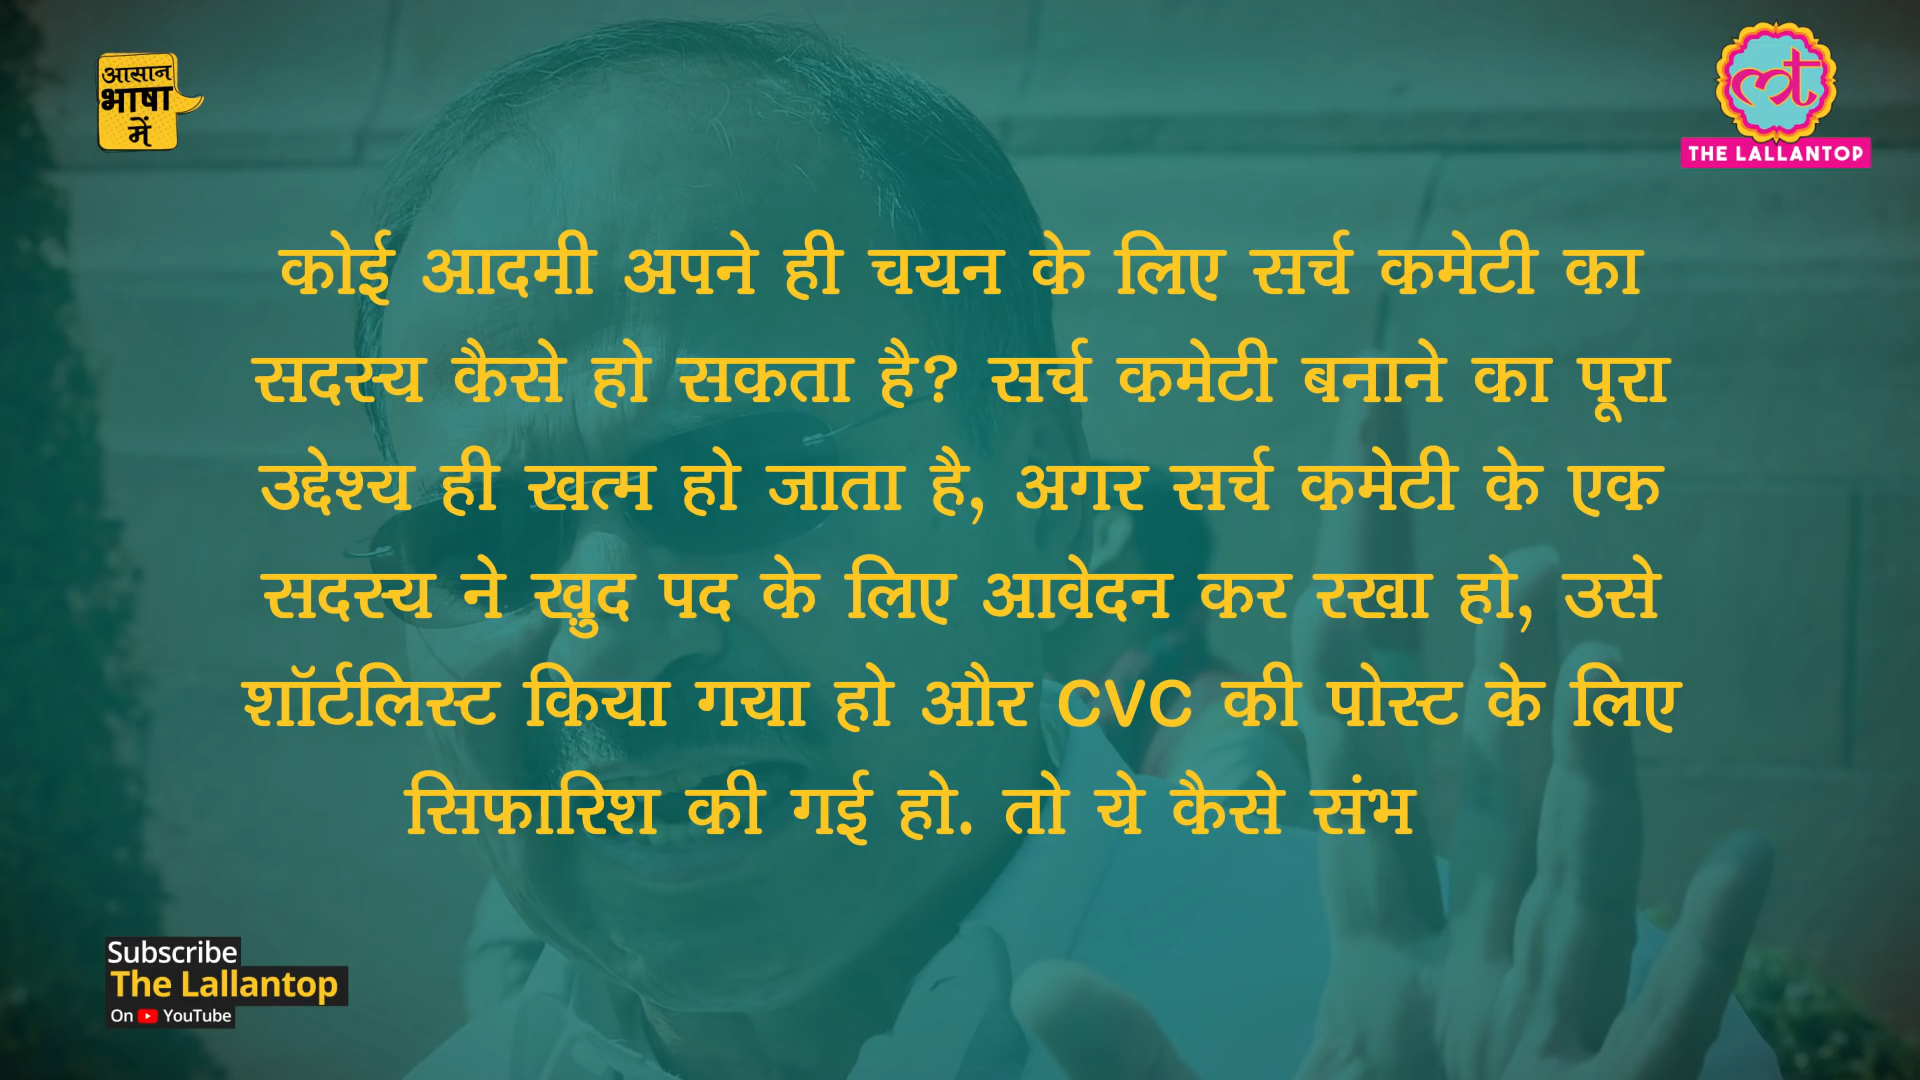 आसान
भाषा
में
THE LALLANTOP
कोई आदमी अपने ही चयन के लिए सर्च कमेटी का
सदस्य कैसे हो सकता है? सर्च कमेटी बनाने का पूरा
उद्देश्य ही खत्म हो जाता है, अगर सर्च कमेटी के एक
सदस्य ने ख़ुद पद के लिए आवेदन कर रखा हो, उसे
शॉर्टलिस्ट किया गया हो और CVC की पोस्ट के लिए
सिफारिश की गई हो. तो ये कैसे संभ
Subscribe
The Lallantop
On YouTube